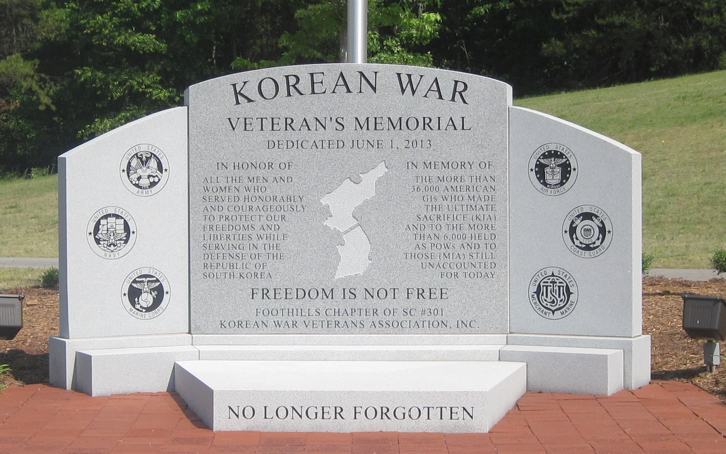 KOREAN WAR
VETERAN'S MEMORIAL
DEDICATED JUNE 1, 2013
IN HONOR OF
ALL THE MEN AND
WOMEN WHO
SERVED HONORABLY
AND COURAGEOUSLY
TO PROTECT OUR
FREEDOMS AND
LIBERTIES WHILE
SERVING IN THE
DEFENSE OF THE
REPUBLIC OF
SOUTH KOREA
IN MEMORY OF
THE MORE THAN
36,000 AMERICAN
GIs WHO MADE
THE ULTIMATE
SACRIFICE (KIA)
AND TO THE MORE
THAN 6,000 HELD
AS POWs AND TO
THOSE (MIA) STILL
UNACCOUNTED
FOR TODAY.
FREEDOM IS NOT FREE
FOOTHILLS CHAPTER OF SC #301
KOREAN WAR VETERANS ASSOCIATION, INC.
NO LONGER FORGOTTEN
UNITED STATES
ARMY
UNITED STATES
NAVY
UNITED STATES
MARINE CORPS
UNITED STATES
AIR FORCE
UNITED STATES
COAST GUARD
UNITED STATES
MERCHANT MARINE